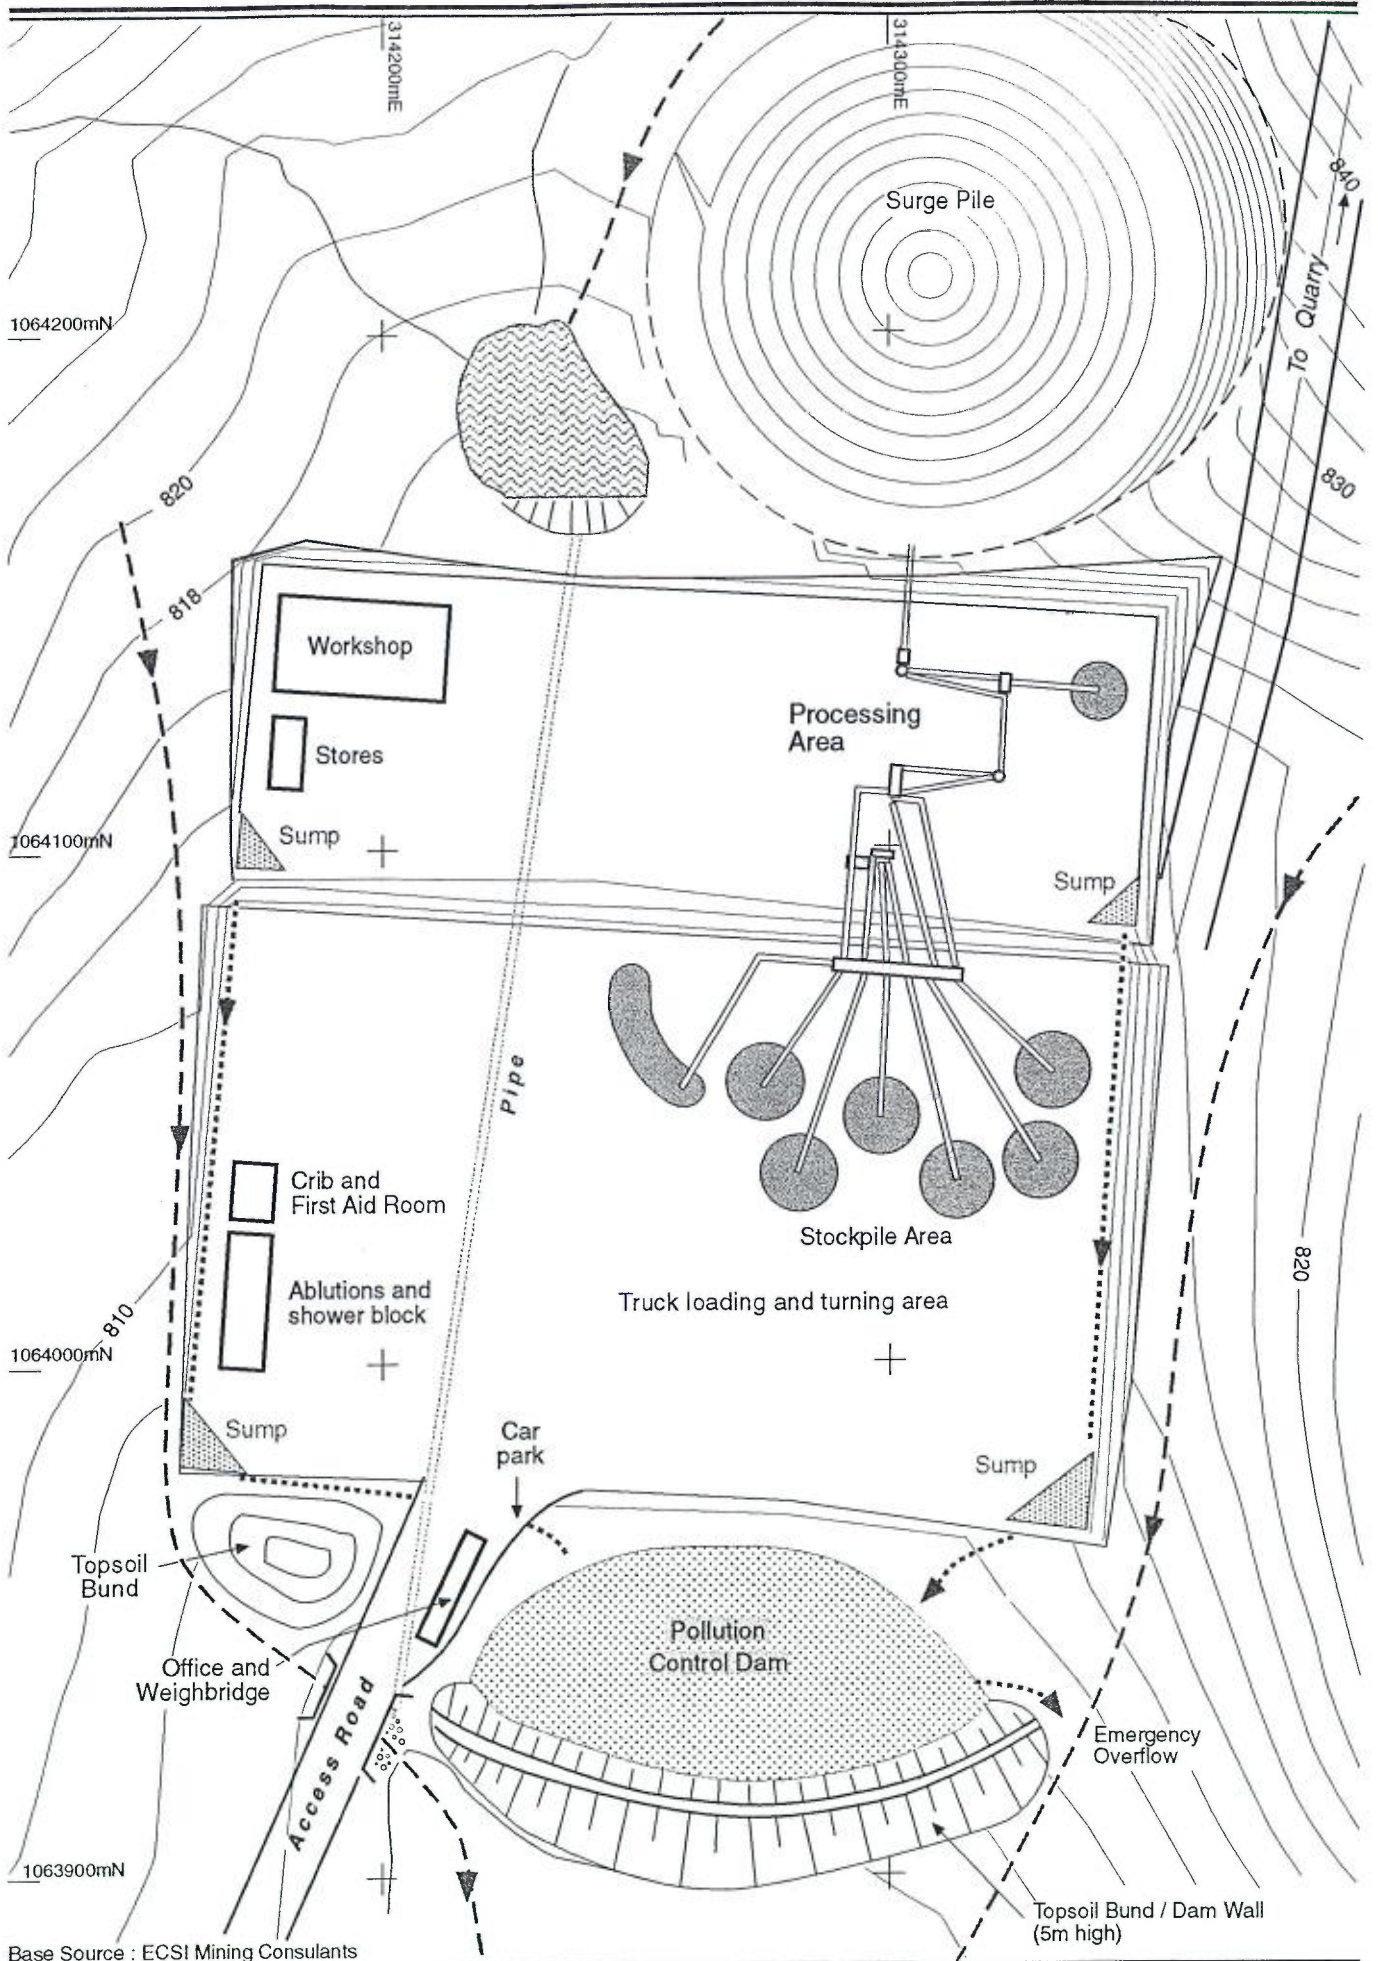 314200mE
314300mE
840
Surge Pile
To Quarry
1064200mN
830
820
818
Workshop
Processing
Area
Stores
1064100mN
Sump
Sump
Pipe
Crib and
First Aid Room
Stockpile Area
820
Ablutions and
shower block
Truck loading and turning area
810
1064000mN
Sump
Car
park
Sump
Topsoil
Bund
Pollution
Control Dam
Office and
Weighbridge
Access Road
Emergency
Overflow
1063900mN
Topsoil Bund / Dam Wall
(5m high)
Base Source : ECSI Mining Consulants